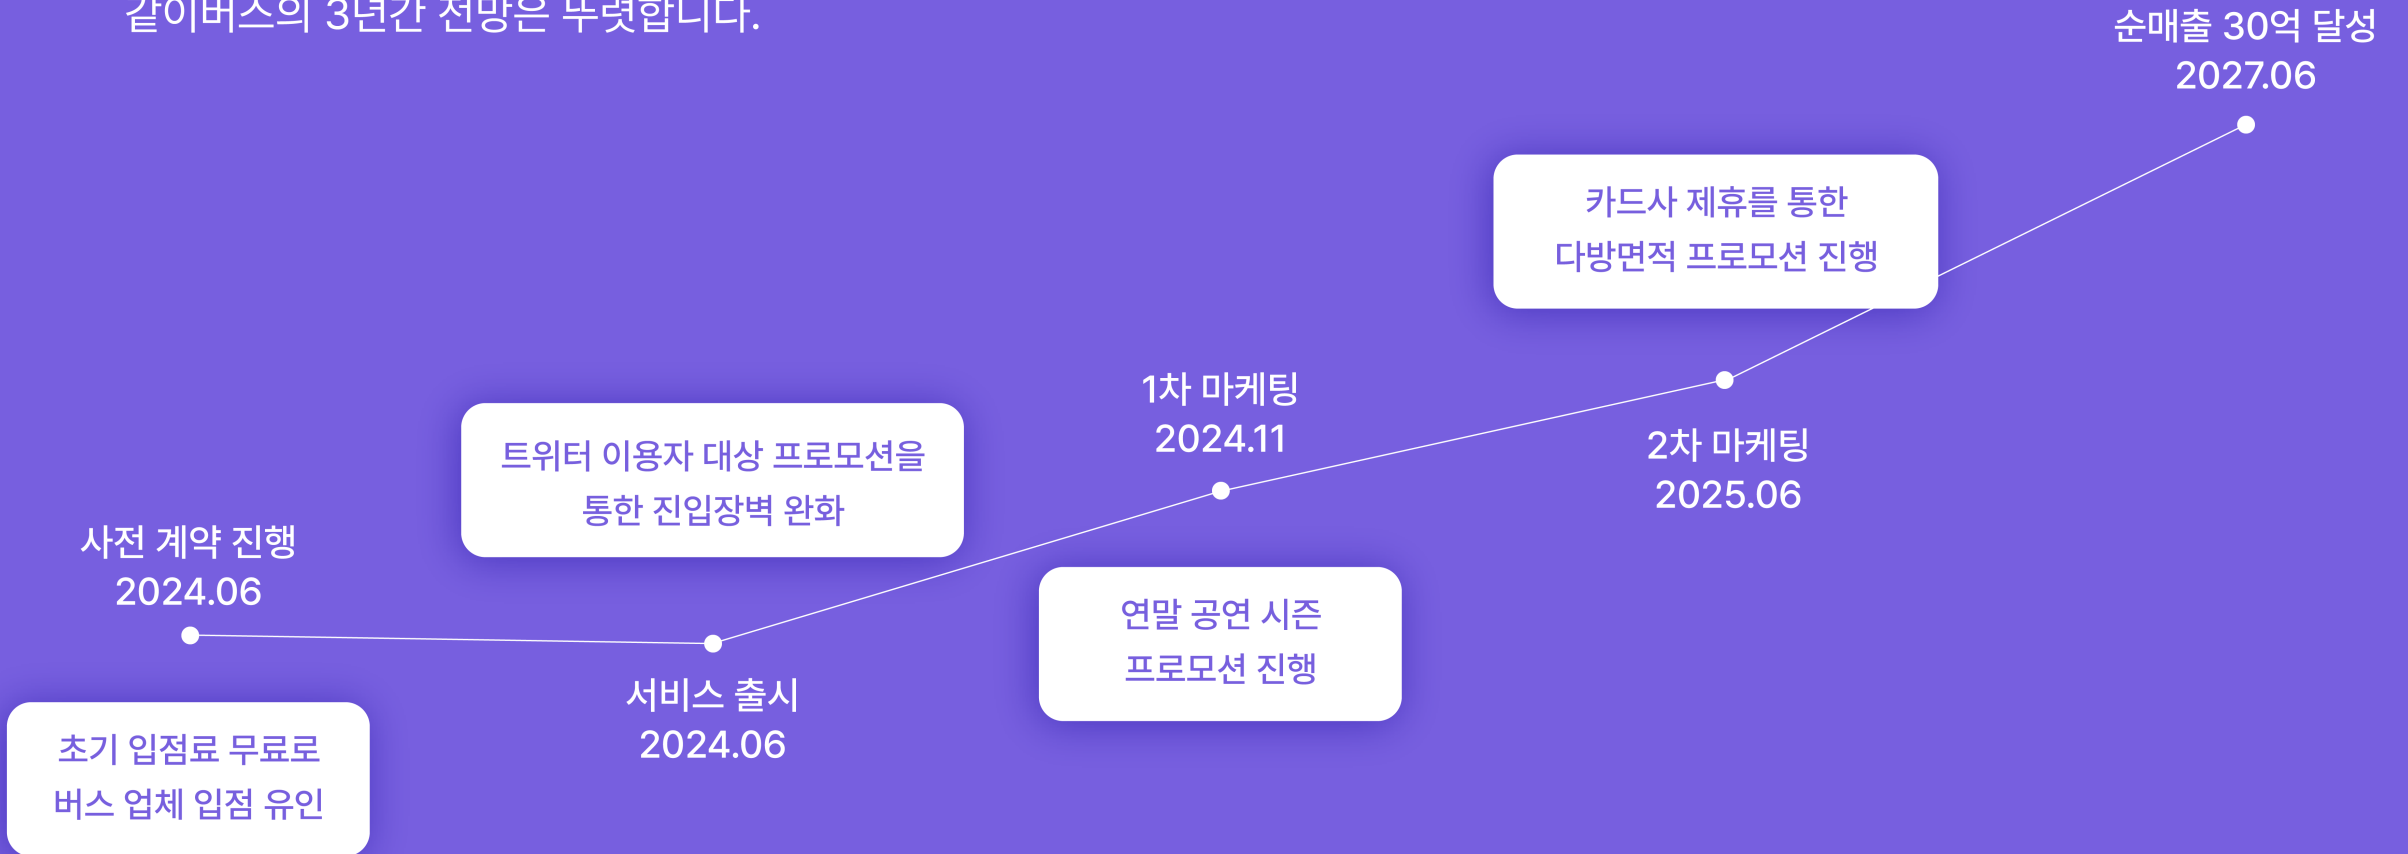 같이버스의 3년간 전망은 뚜렷합니다.
순매출 30억 달성
2027.06
카드사 제휴를 통한
다방면적 프로모션 진행
1차 마케팅
2024.11
2차 마케팅
2025.06
트위터 이용자 대상 프로모션을
통한 진입장벽 완화
사전 계약 진행
2024.06
연말 공연 시즌
프로모션 진행
서비스 출시
2024.06
초기 입점료 무료로
버스 업체 입점 유인